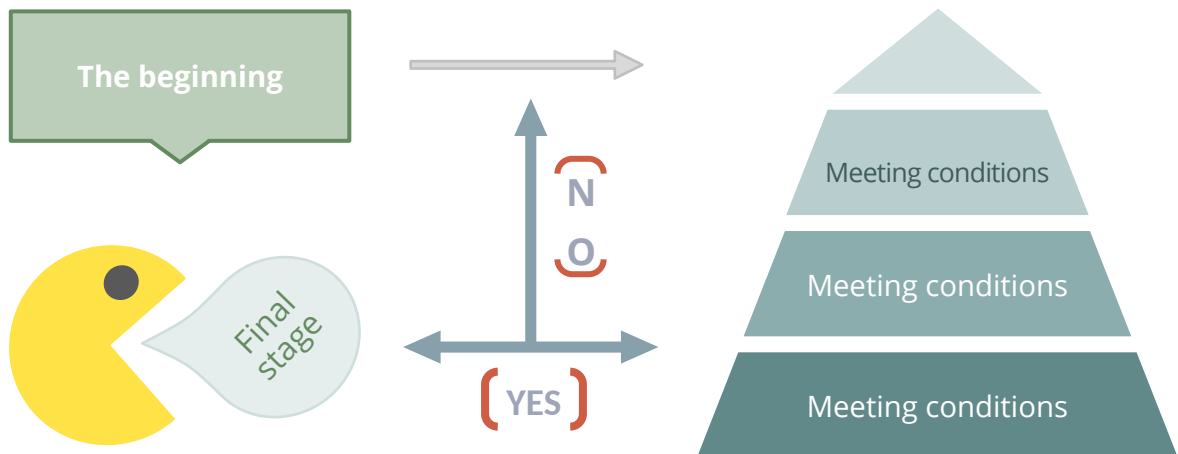 The beginning
Meeting conditions
N
O
Meeting conditions
Final
stage
YES
Meeting conditions